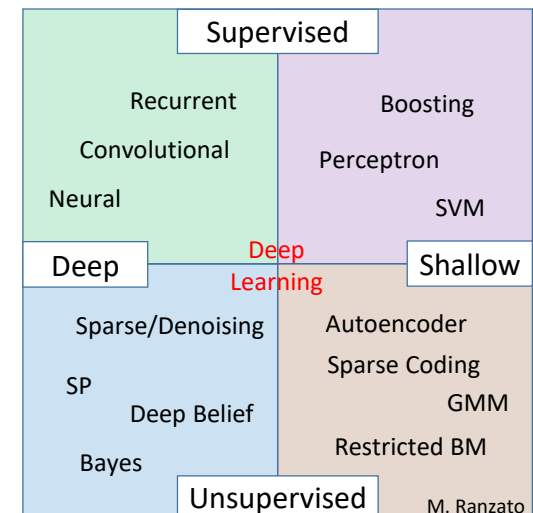 Supervised
Recurrent
Boosting
Convolutional
Perceptron
Neural
SVM
Deep
Deep
Learning
Shallow
Sparse/Denoising
Autoencoder
Sparse Coding
SP
GMM
Deep Belief
Restricted BM
Bayes
Unsupervised
M. Ranzato